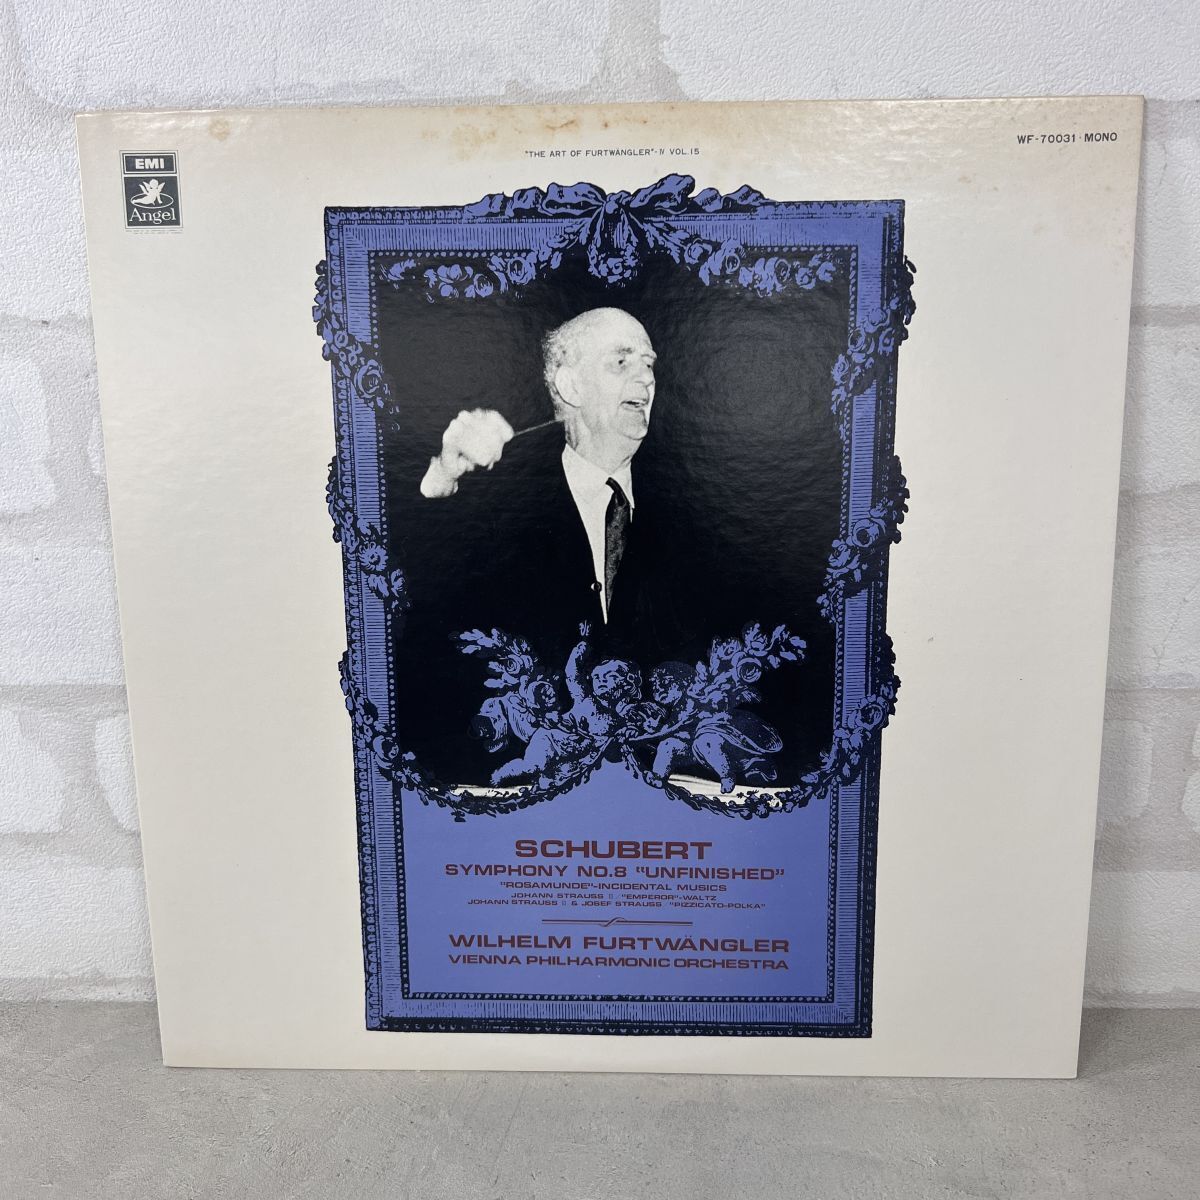 "THE ART OF FURTWÄNGLER"-Ⅳ VOL.15
WF-70031·MONO
EMI
Angel
SCHUBERT
SYMPHONY NO.8 "UNFINISHED"
"ROSAMUNDE"-INCIDENTAL MUSICS
JOHANN STRAUSS Ⅱ/"EMPEROR"-WALTZ
JOHANN STRAUSS Ⅱ & JOSEF STRAUSS/"PIZZICATO-POLKA"
WILHELM FURTWÄNGLER
VIENNA PHILHARMONIC ORCHESTRA